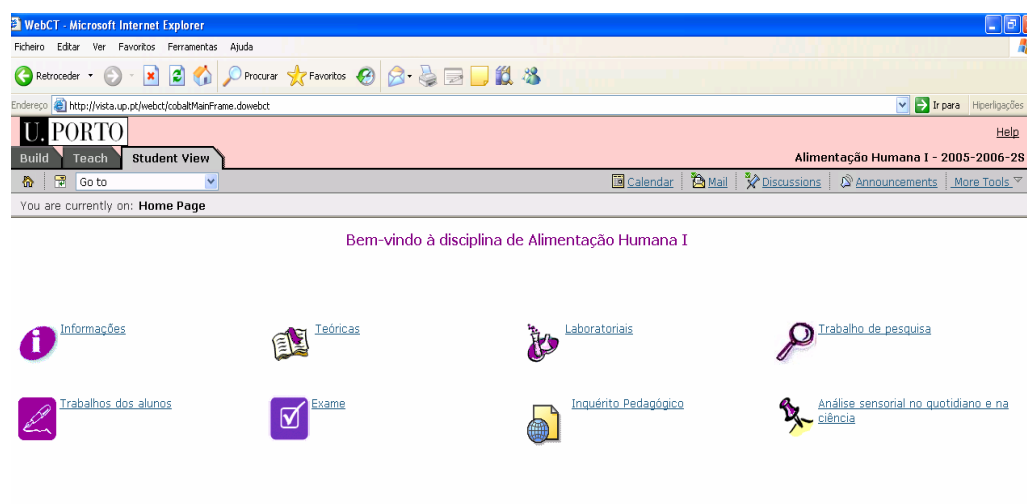 WebCT - Microsoft Internet Explorer
Ficheiro Editar Ver Favoritos Ferramentas Ajuda
Retroceder Procurar Favoritos
Endereço http://vista.up.pt/webct/cobaltMainFrame.dowebct Ir para Hiperligações
U. PORTO Help
Build Teach Student View Alimentação Humana I - 2005-2006-2S
Go to Calendar Mail Discussions Announcements More Tools
You are currently on: Home Page
Bem-vindo à disciplina de Alimentação Humana I
Informações Teóricas Laboratoriais Trabalho de pesquisa
Trabalhos dos alunos Exame Inquérito Pedagógico Análise sensorial no quotidiano e na
ciência